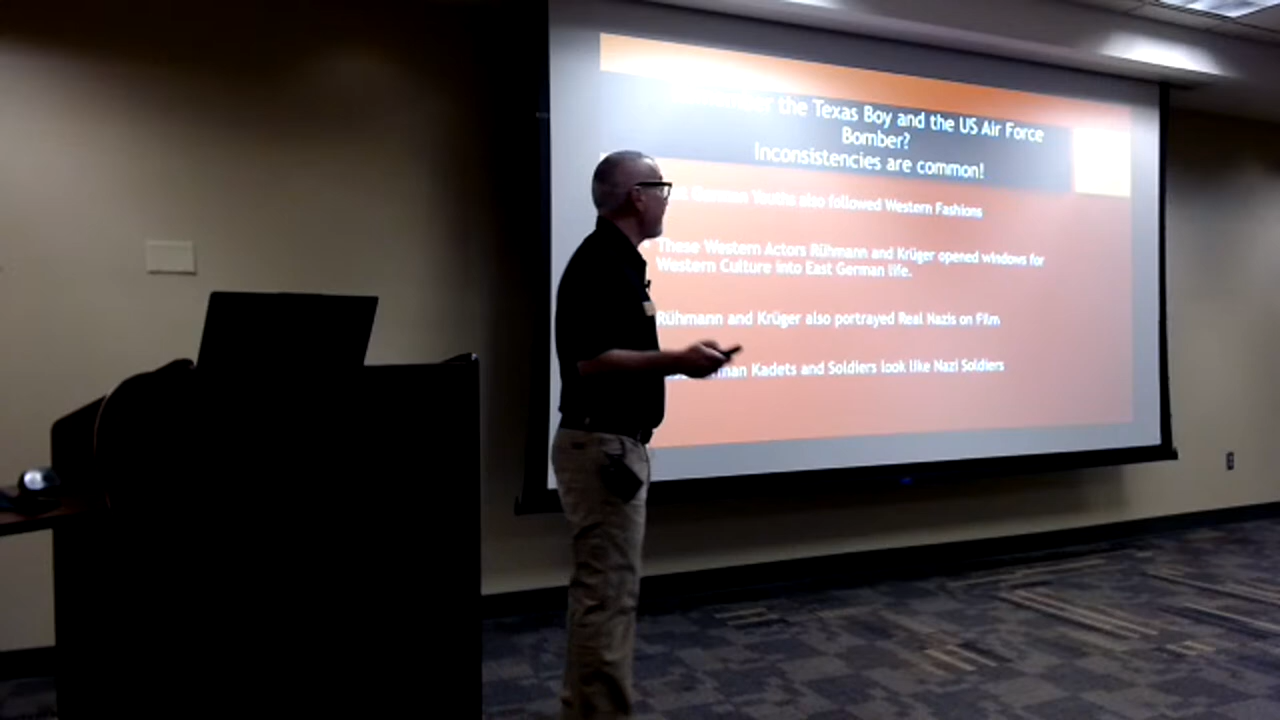 the Texas Boy and the US Air Force
Bomber?
Inconsistencies are common!
German Youths also followed Western Fashions
These Western Actors Rühmann and Krüger opened windows for
Western Culture into East German life.
Rühmann and Krüger also portrayed Real Nazis on Film
Kadets and Soldiers look like Nazi Soldiers